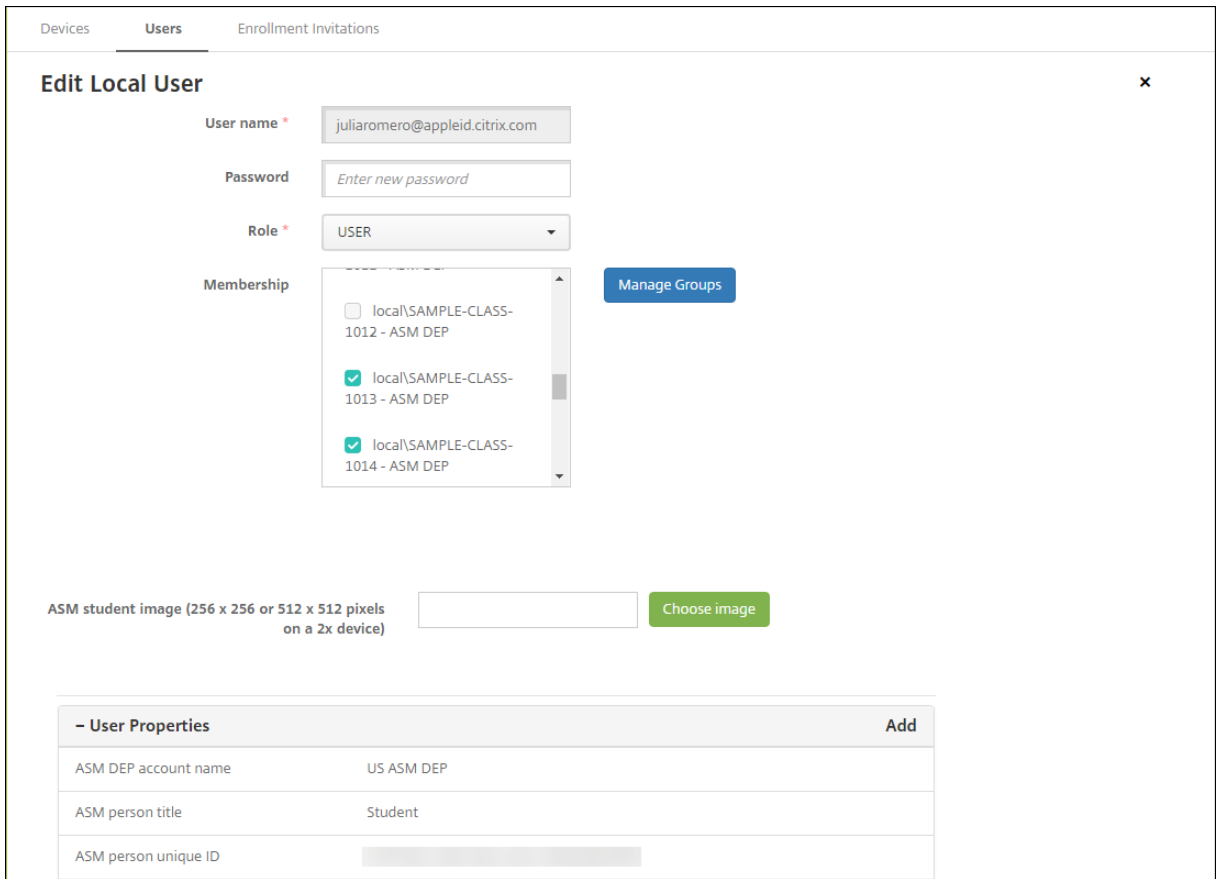 Devices Users Enrollment Invitations
Edit Local User
User name * juliaromero@appleid.citrix.com
Password Enter new password
Role * USER
Membership Manage Groups
local\SAMPLE-CLASS-
1012 - ASM DEP
local\SAMPLE-CLASS-
1013 - ASM DEP
local\SAMPLE-CLASS-
1014 - ASM DEP
ASM student image (256 x 256 or 512 x 512 pixels
on a 2x device) Choose image
– User Properties Add
ASM DEP account name US ASM DEP
ASM person title Student
ASM person unique ID